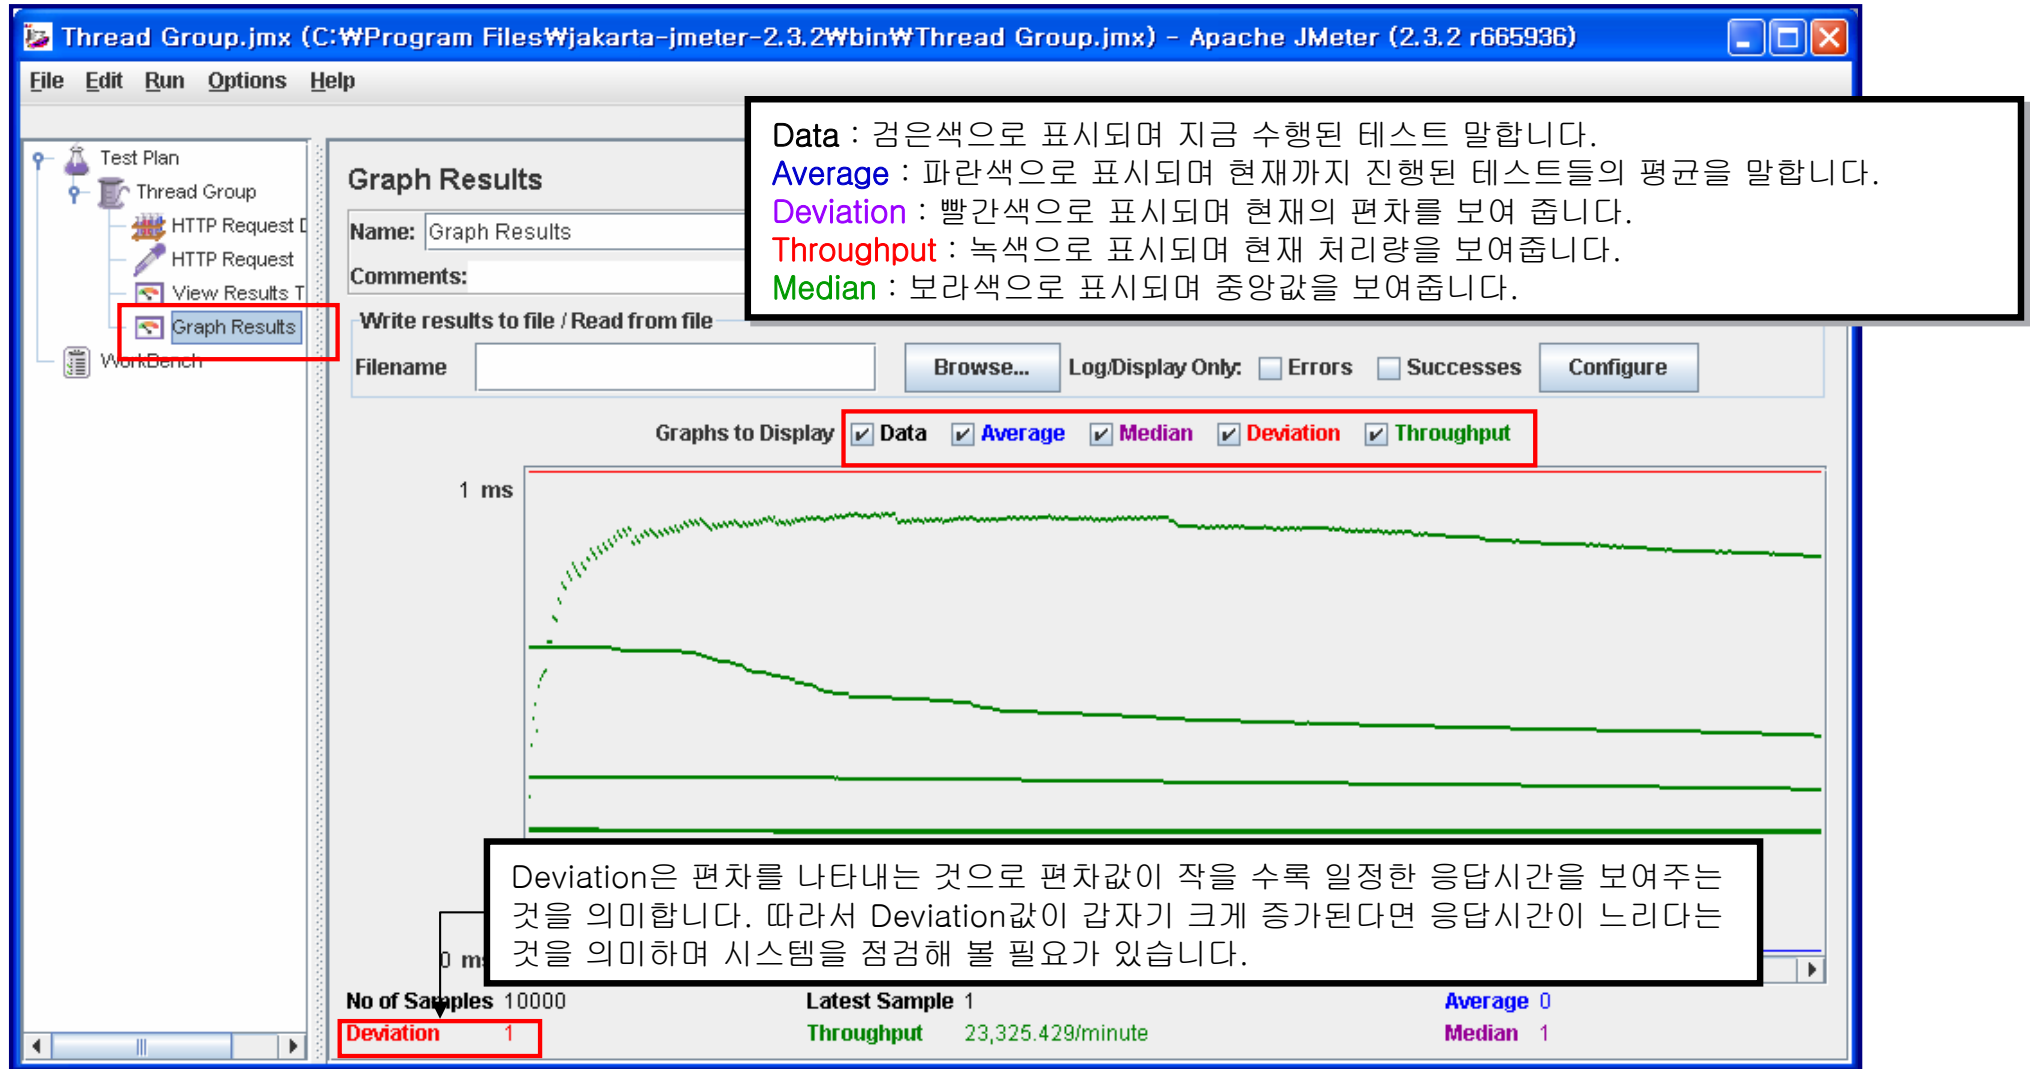 Thread Group.jmx (C:₩Program Files₩jakarta-jmeter-2.3.2₩bin₩Thread Group.jmx) - Apache JMeter (2.3.2 r665936)
File Edit Run Options Help
Data : 검은색으로 표시되며 지금 수행된 테스트 말합니다.
Average : 파란색으로 표시되며 현재까지 진행된 테스트들의 평균을 말합니다.
Deviation : 빨간색으로 표시되며 현재의 편차를 보여 줍니다.
Throughput : 녹색으로 표시되며 현재 처리량을 보여줍니다.
Median : 보라색으로 표시되며 중앙값을 보여줍니다.
Test Plan
Thread Group
HTTP Request D
HTTP Request
View Results T
Graph Results
WorkBench
Graph Results
Name: Graph Results
Comments:
Write results to file / Read from file
Filename Browse... Log/Display Only: Errors Successes Configure
Graphs to Display Data Average Median Deviation Throughput
1 ms
Deviation은 편차를 나타내는 것으로 편차값이 작을 수록 일정한 응답시간을 보여주는
것을 의미합니다. 따라서 Deviation값이 갑자기 크게 증가된다면 응답시간이 느리다는
것을 의미하며 시스템을 점검해 볼 필요가 있습니다.
0 m
No of Samples 10000 Latest Sample 1 Average 0
Deviation 1 Throughput 23,325.429/minute Median 1